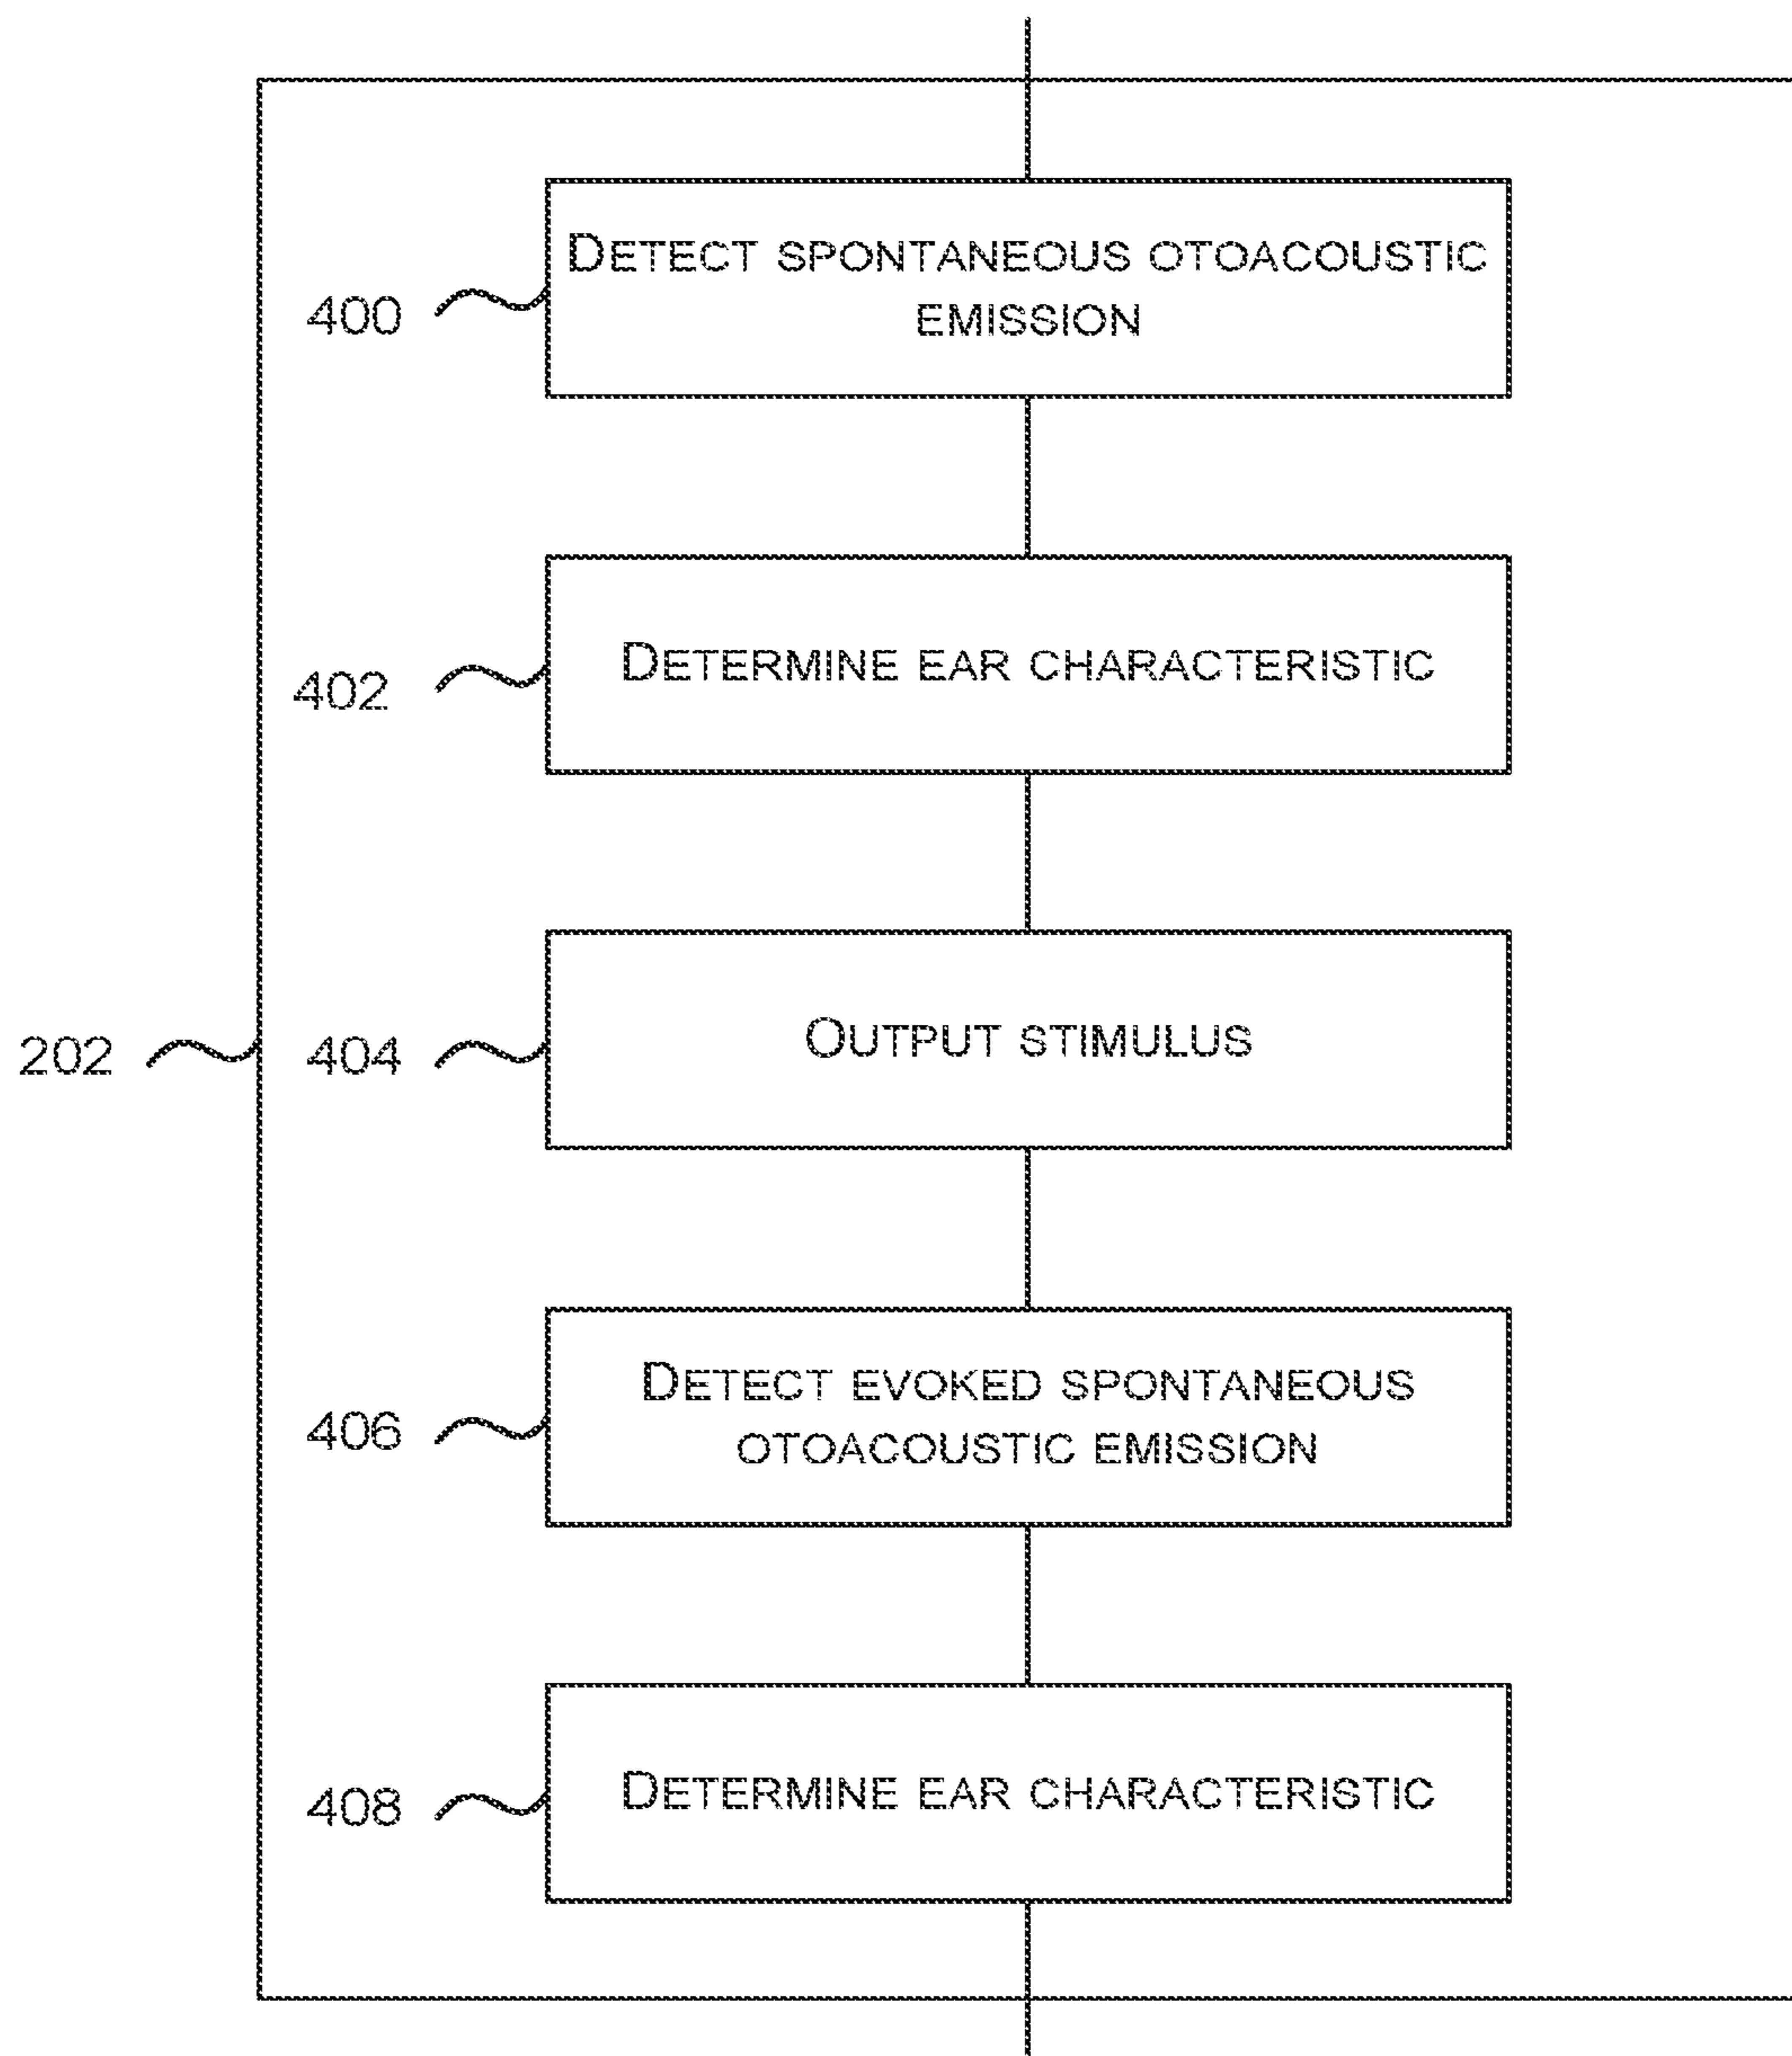 DETECT SPONTANEOUS OTOACOUSTIC
EMISSION
400
DETERMINE EAR CHARACTERISTIC
402
OUTPUT STIMULUS
202
404
DETECT EVOKED SPONTANEOUS
OTOACOUSTIC EMISSION
406
DETERMINE EAR CHARACTERISTIC
408